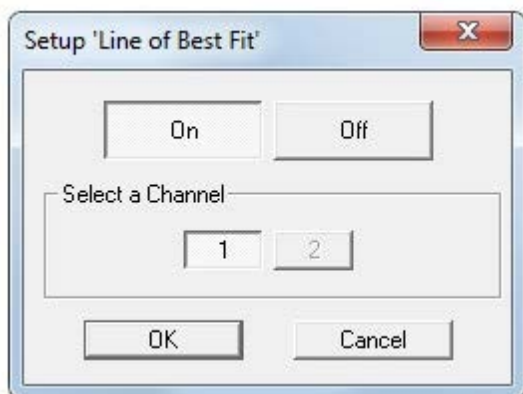 Setup 'Line of Best Fit'
On Off
Select a Channel
1 2
OK Cancel